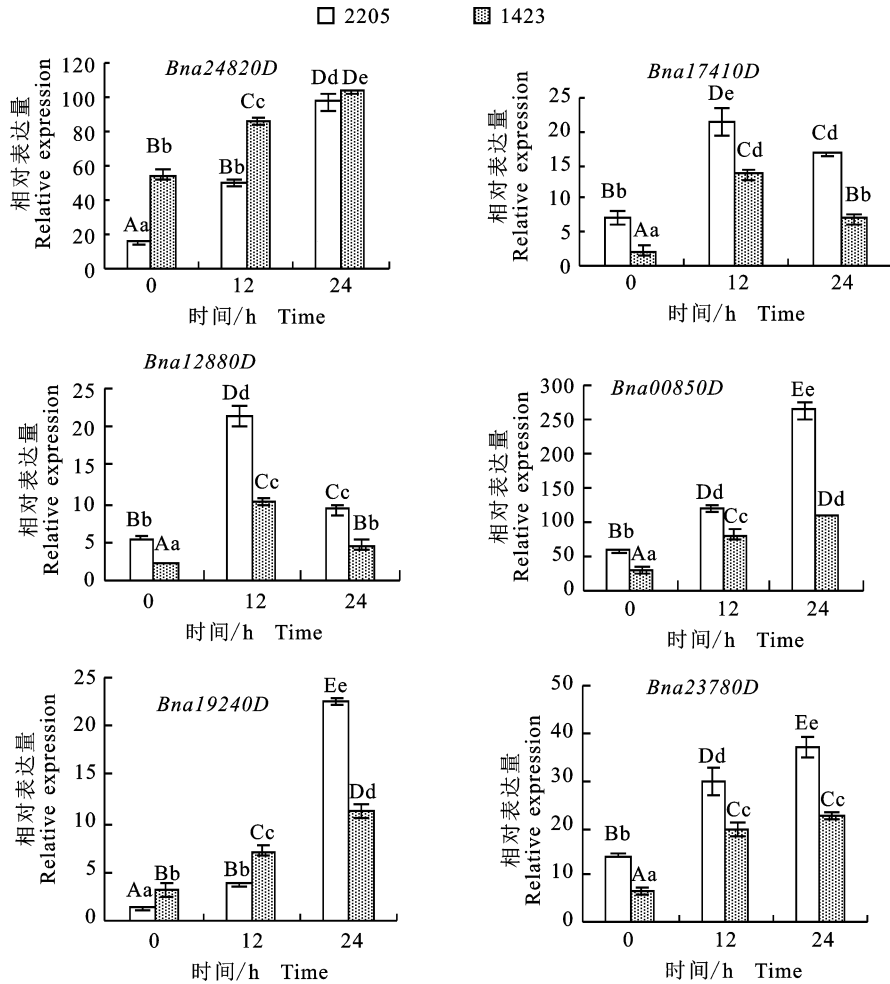 2205 1423
Bna24820D
相对表达量
Relative expression
120
100
80
60
40
20
0
Aa Bb Bb Cc Dd De
0 12 24
时间/h Time
Bna17410D
相对表达量
Relative expression
25
20
15
10
5
0
Bb Aa De Cd Cd Bb
0 12 24
时间/h Time
Bna12880D
相对表达量
Relative expression
25
20
15
10
5
0
Bb Aa Dd Cc Cc Bb
0 12 24
时间/h Time
Bna00850D
相对表达量
Relative expression
300
250
200
150
100
50
0
Bb Aa Dd Cc Ee Dd
0 12 24
时间/h Time
Bna19240D
相对表达量
Relative expression
25
20
15
10
5
0
Aa Bb Bb Cc Ee Dd
0 12 24
时间/h Time
Bna23780D
相对表达量
Relative expression
50
40
30
20
10
0
Bb Aa Dd Cc Ee Cc
0 12 24
时间/h Time